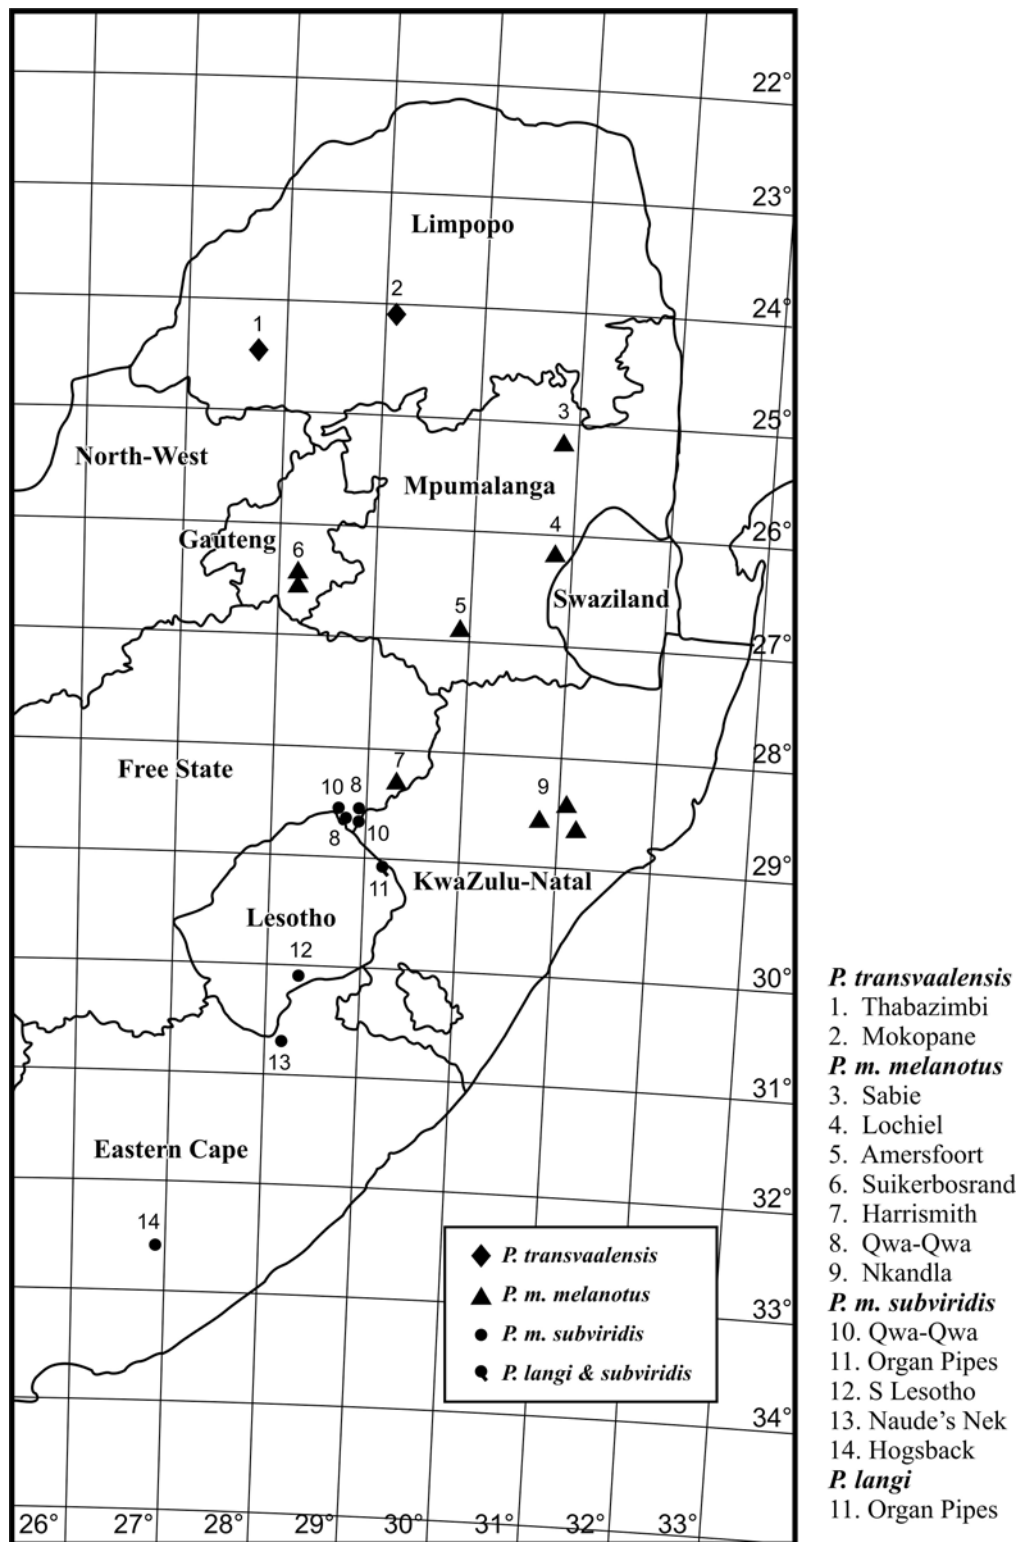 22°
23°
Limpopo
2
24°
1
3
25°
North-West
Mpumalanga
4
26°
Gauteng
6
5
Swaziland
27°
7
28°
Free State
10 8
9
8 10
29°
11
KwaZulu-Natal
Lesotho
12
30°
13
31°
Eastern Cape
32°
14
P. transvaalensis
P. m. melanotus
33°
P. m. subviridis
P. langi & subviridis
34°
26° 27° 28° 29° 30° 31° 32° 33°
P. transvaalensis
1. Thabazimbi
2. Mokopane
P. m. melanotus
3. Sabie
4. Lochiel
5. Amersfoort
6. Suikerbosrand
7. Harrismith
8. Qwa-Qwa
9. Nkandla
P. m. subviridis
10. Qwa-Qwa
11. Organ Pipes
12. S Lesotho
13. Naude’s Nek
14. Hogsback
P. langi
11. Organ Pipes